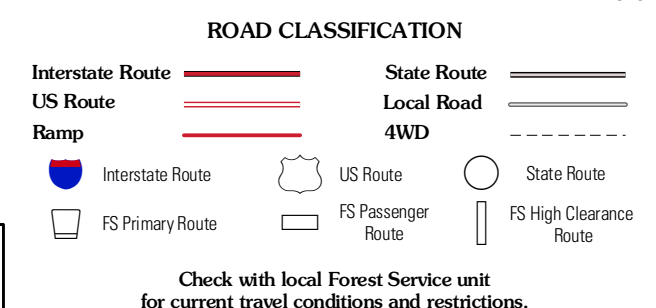 ROAD CLASSIFICATION
Interstate Route
State Route
US Route
Local Road
Ramp
4WD
Interstate Route
US Route
State Route
FS Primary Route
FS Passenger
Route
FS High Clearance
Route
Check with local Forest Service unit
for current travel conditions and restrictions.